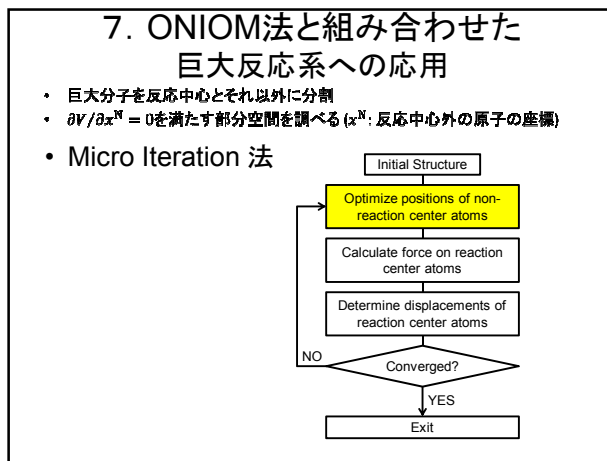 7．ONIOM法と組み合わせた
巨大反応系への応用
• 巨大分子を反応中心とそれ以外に分割
• ∂V/∂x^N = 0を満たす部分空間を調べる (x^N: 反応中心外の原子の座標)
• Micro Iteration 法
Initial Structure
Optimize positions of non-
reaction center atoms
Calculate force on reaction
center atoms
Determine displacements of
reaction center atoms
NO
Converged?
YES
Exit